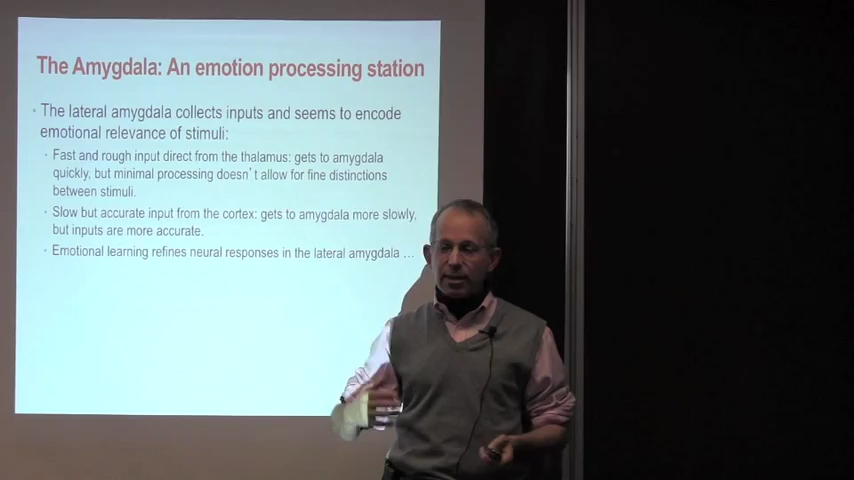 The Amygdala: An emotion processing station
• The lateral amygdala collects inputs and seems to encode
emotional relevance of stimuli:
• Fast and rough input direct from the thalamus: gets to amygdala
quickly, but minimal processing doesn't allow for fine distinctions
between stimuli.
• Slow but accurate input from the cortex: gets to amygdala more slowly,
but inputs are more accurate.
• Emotional learning refines neural responses in the lateral amygdala …